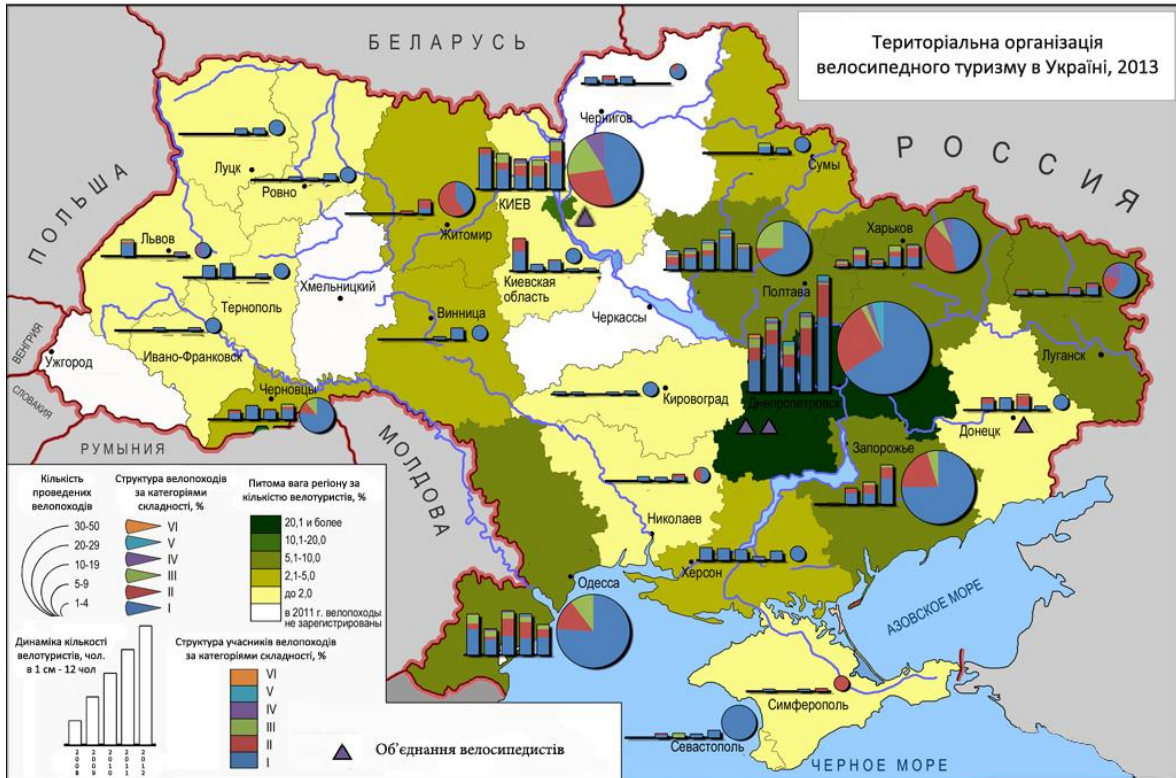 Територіальна організація
велосипедного туризму в Україні, 2013
БЕЛАРУСЬ
РОССИЯ
ПОЛЬША
ВЕНГРИЯ
СЛОВАКИЯ
РУМЫНИЯ
МОЛДОВА
АЗОВСКОЕ МОРЕ
ЧЕРНОЕ МОРЕ
Чернигов
Сумы
Луцк
Ровно
КИЕВ
Житомир
Львов
Тернополь
Хмельницкий
Киевская
область
Харьков
Полтава
Винница
Черкассы
Луганск
Ужгород
Ивано-Франковск
Черновцы
Кировоград
Днепропетровск
Донецк
Запорожье
Николаев
Херсон
Одесса
Симферополь
Севастополь
Кількість
проведених
велопоходів
30-50
20-29
10-19
5-9
1-4
Структура велопоходів
за категоріями
складності, %
VI
V
IV
III
II
I
Питома вага регіону за
кількістю велотуристів, %
20,1 и более
10,1-20,0
5,1-10,0
2,1-5,0
до 2,0
в 2011 г. велопоходы
не зарегистрированы
Динаміка кількості
велотуристів, чол.
в 1 см - 12 чол
2008
2009
2010
2011
2012
Структура учасників велопоходів
за категоріями складності, %
VI
V
IV
III
II
I
Об'єднання велосипедистів